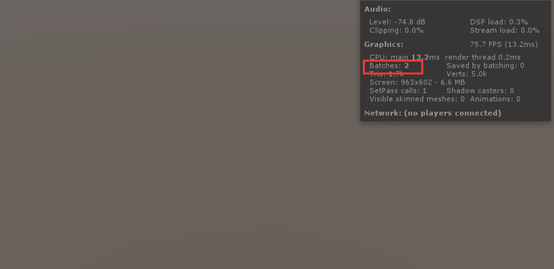 Audio:
Level: -74.8 dB DSP load: 0.3%
Clipping: 0.0% Stream load: 0.0%
Graphics: 75.7 FPS (13.2ms)
CPU: main 13.2ms render thread 0.2ms
Batches: 2 Saved by batching: 0
Tris: 1.7k Verts: 5.0k
Screen: 963x602 - 6.6 MB
SetPass calls: 1 Shadow casters: 0
Visible skinned meshes: 0 Animations: 0
Network: (no players connected)